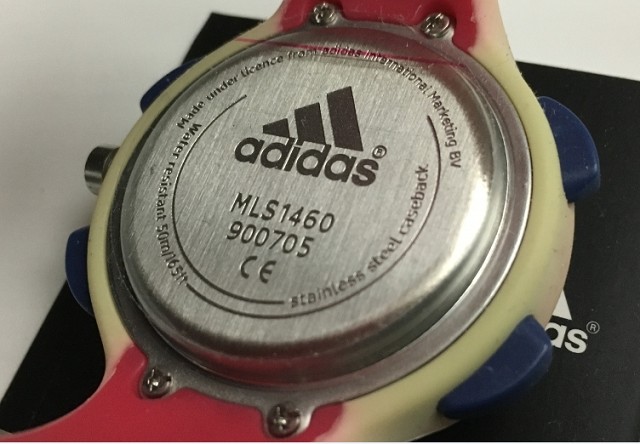 Made under licence from adidas International Marketing BV
adidas®
MLS1460
900705
CE
Water resistant 50m/165ft
stainless steel caseback
das®